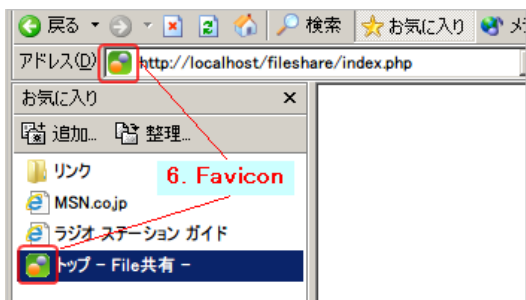 戻る 検索 お気に入り
アドレス(D) http://localhost/fileshare/index.php
お気に入り ×
追加... 整理...
リンク
6. Favicon
MSN.co.jp
ラジオ ステーション ガイド
トップ - File共有 -